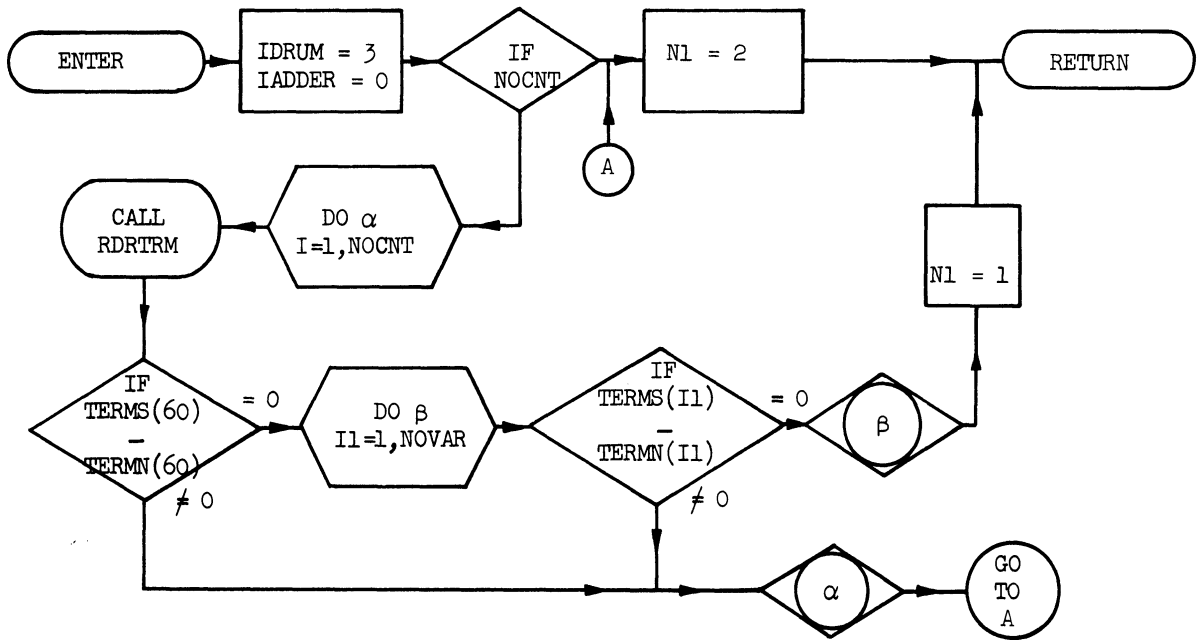 ENTER
IDRUM = 3
IADDER = 0
IF
NOCNT
N1 = 2
RETURN
A
CALL
RDRTRM
DO α
I=1,NOCNT
N1 = 1
IF
TERMS(60)
−
TERMN(60)
= 0
≠ 0
DO β
I1=1,NOVAR
IF
TERMS(I1)
−
TERMN(I1)
= 0
≠ 0
β
α
GO
TO
A